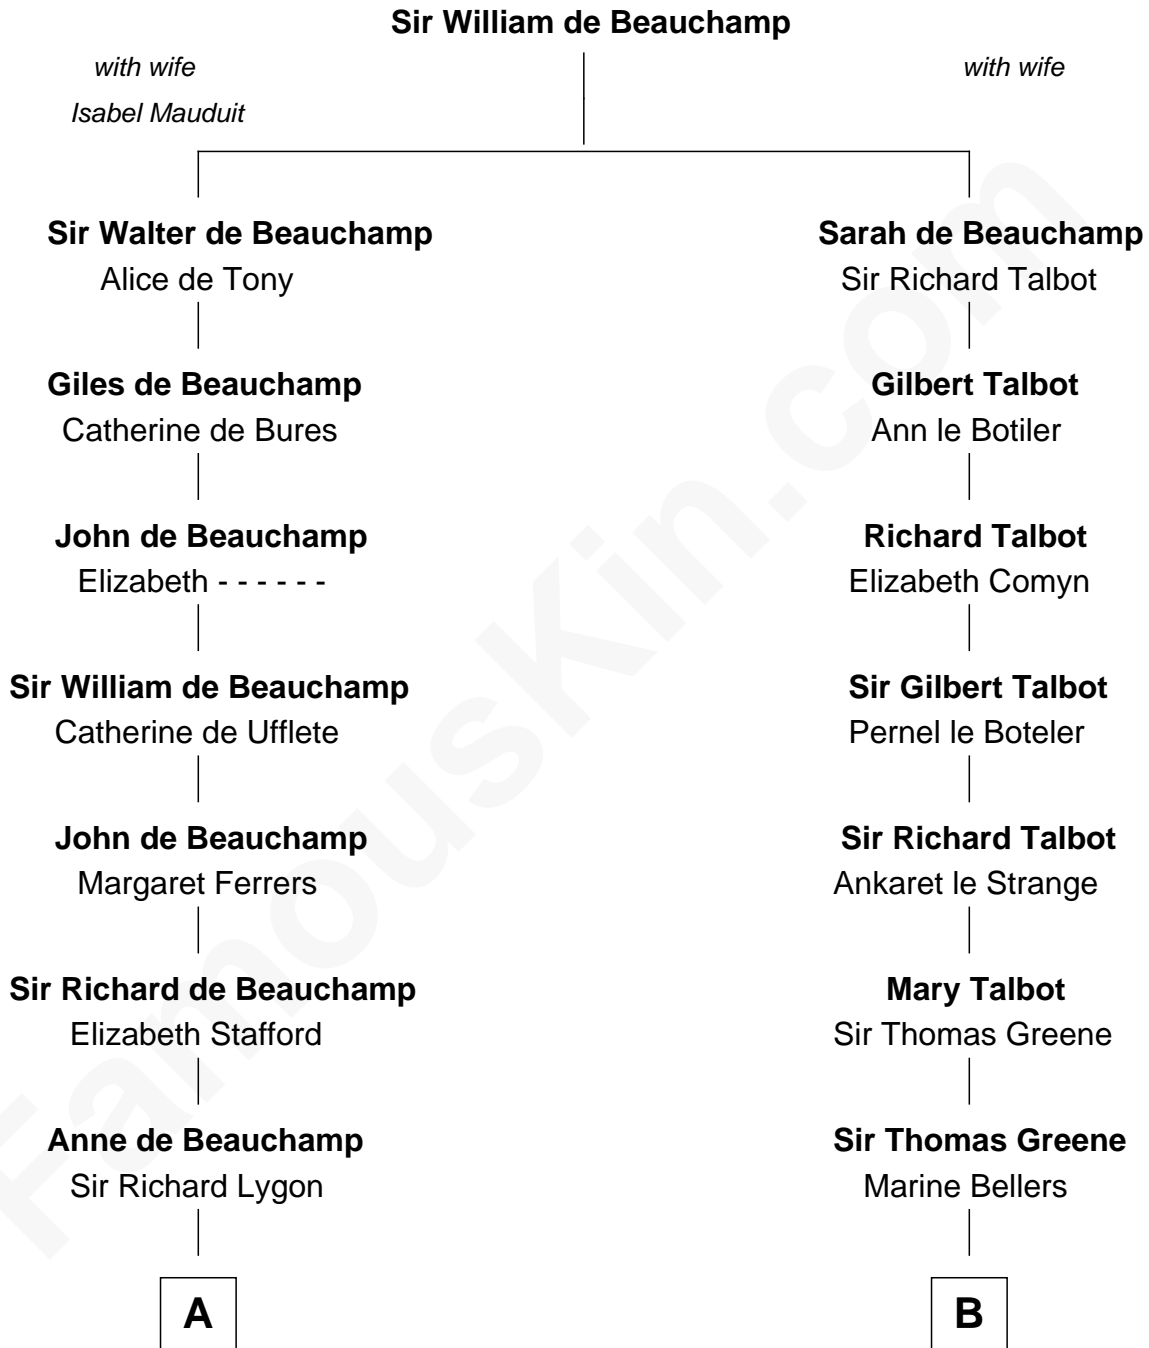 Sir William de Beauchamp
with wife
Isabel Mauduit
with wife
Sir Walter de Beauchamp
Alice de Tony
Sarah de Beauchamp
Sir Richard Talbot
Giles de Beauchamp
Catherine de Bures
Gilbert Talbot
Ann le Botiler
John de Beauchamp
Elizabeth - - - - - -
Richard Talbot
Elizabeth Comyn
Sir William de Beauchamp
Catherine de Ufflete
Sir Gilbert Talbot
Pernel le Boteler
John de Beauchamp
Margaret Ferrers
Sir Richard Talbot
Ankaret le Strange
Sir Richard de Beauchamp
Elizabeth Stafford
Mary Talbot
Sir Thomas Greene
Anne de Beauchamp
Sir Richard Lygon
Sir Thomas Greene
Marine Bellers
A
B
FamousKin.com